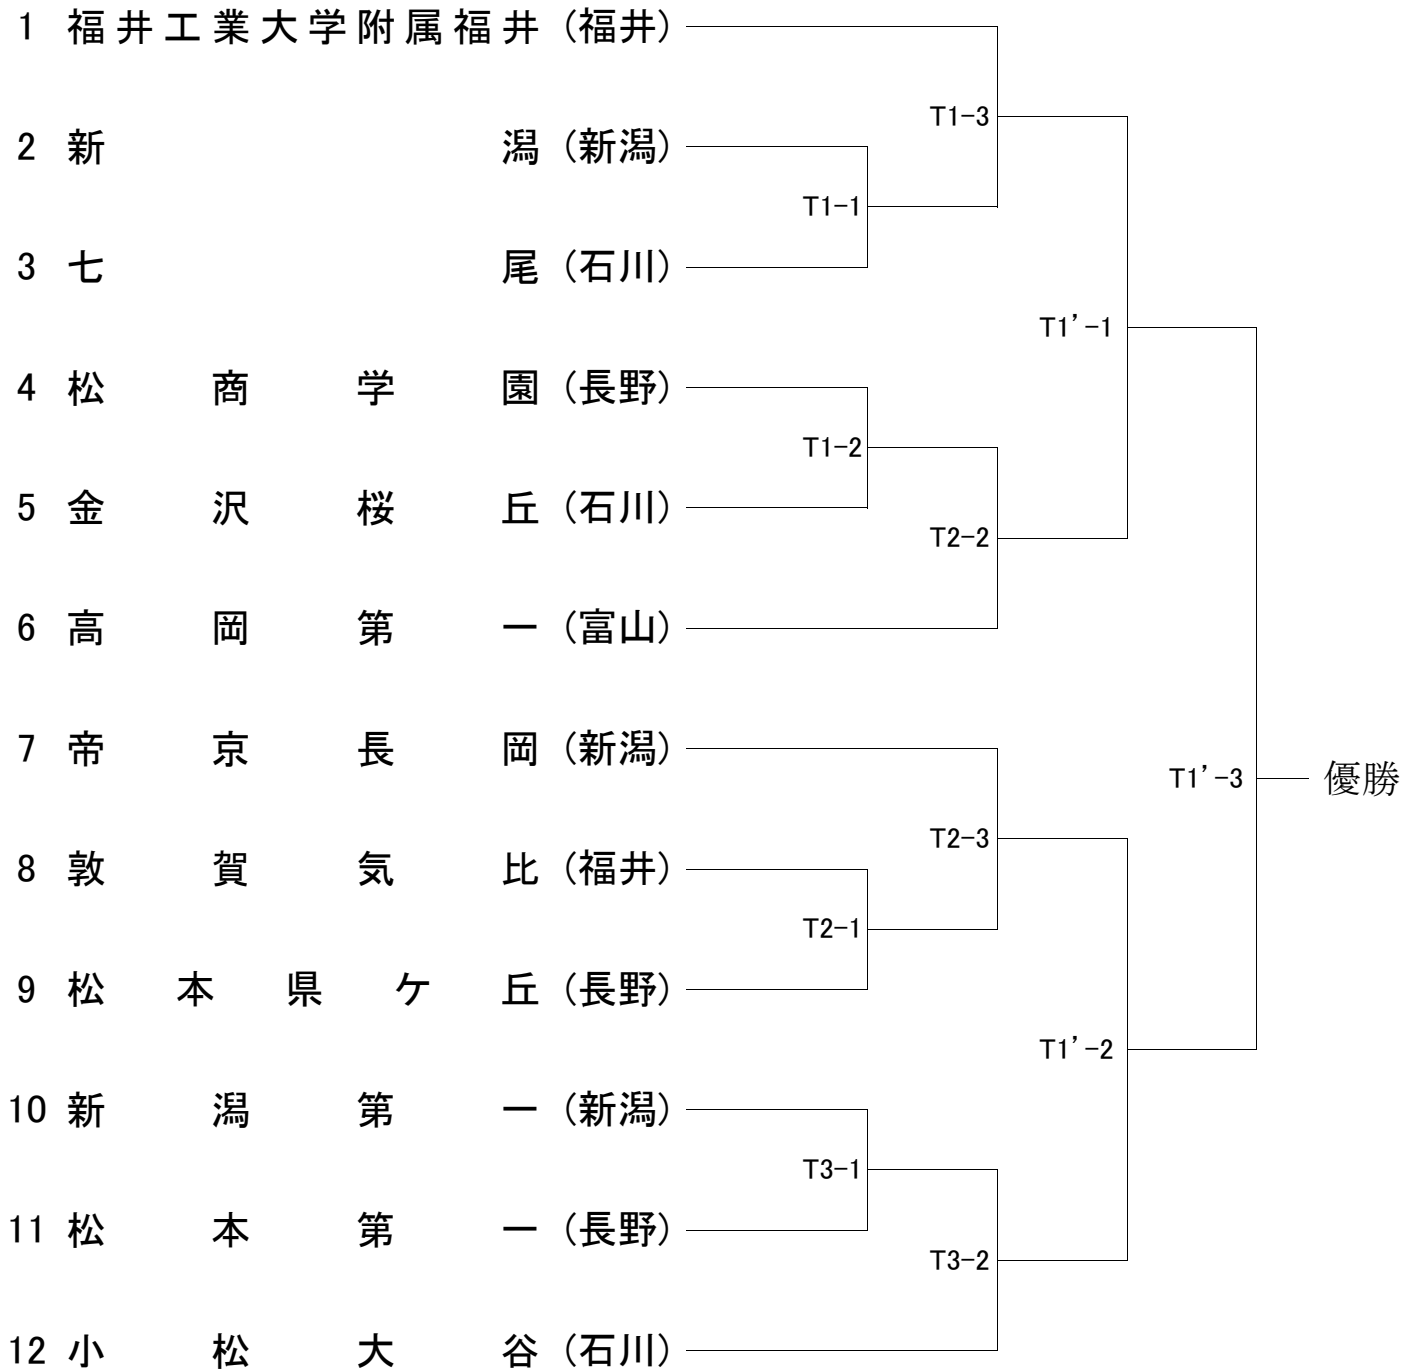 1 福井工業大学附属福井（福井）
T1-3
2 新潟（新潟）
T1-1
3 七尾（石川）
T1’-1
4 松商学園（長野）
T1-2
5 金沢桜丘（石川）
T2-2
6 高岡第一（富山）
7 帝京長岡（新潟）
T1’-3 優勝
T2-3
8 敦賀気比（福井）
T2-1
9 松本県ケ丘（長野）
T1’-2
10 新潟第一（新潟）
T3-1
11 松本第一（長野）
T3-2
12 小松大谷（石川）